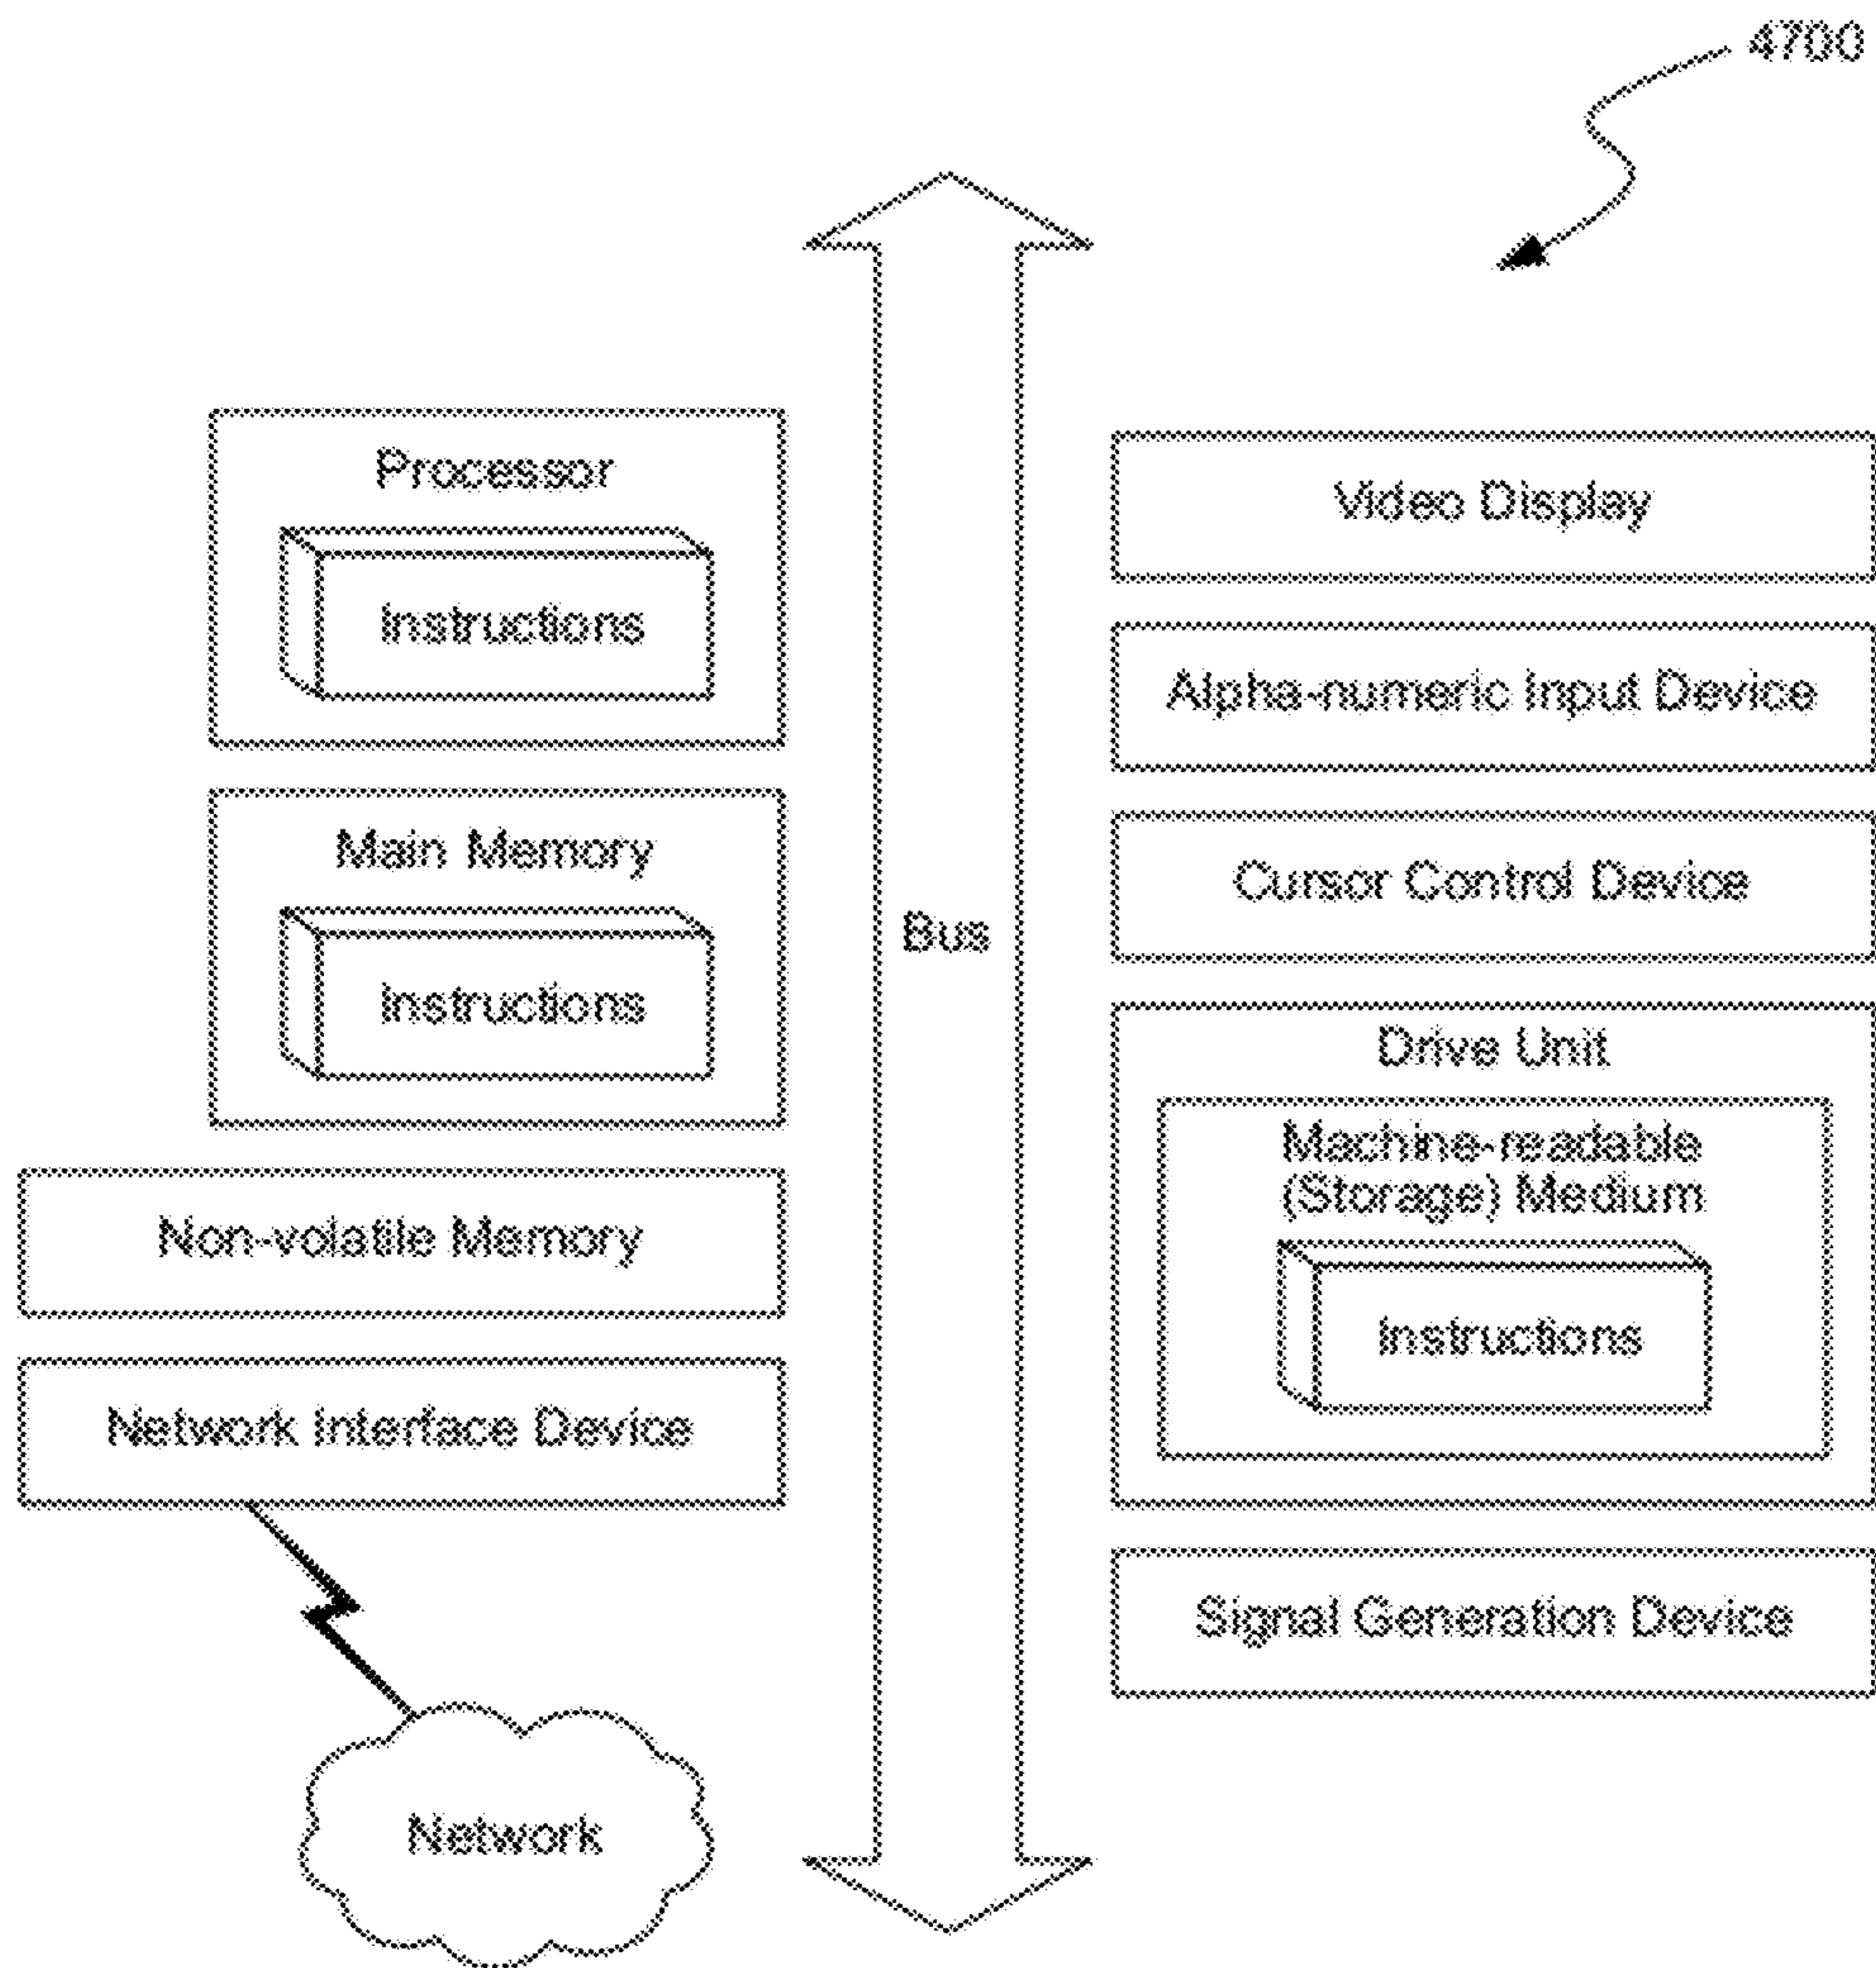 4700
Processor
Instructions
Main Memory
Instructions
Non-volatile Memory
Network Interface Device
Network
Bus
Video Display
Alpha-numeric Input Device
Cursor Control Device
Drive Unit
Machine-readable
(Storage) Medium
Instructions
Signal Generation Device